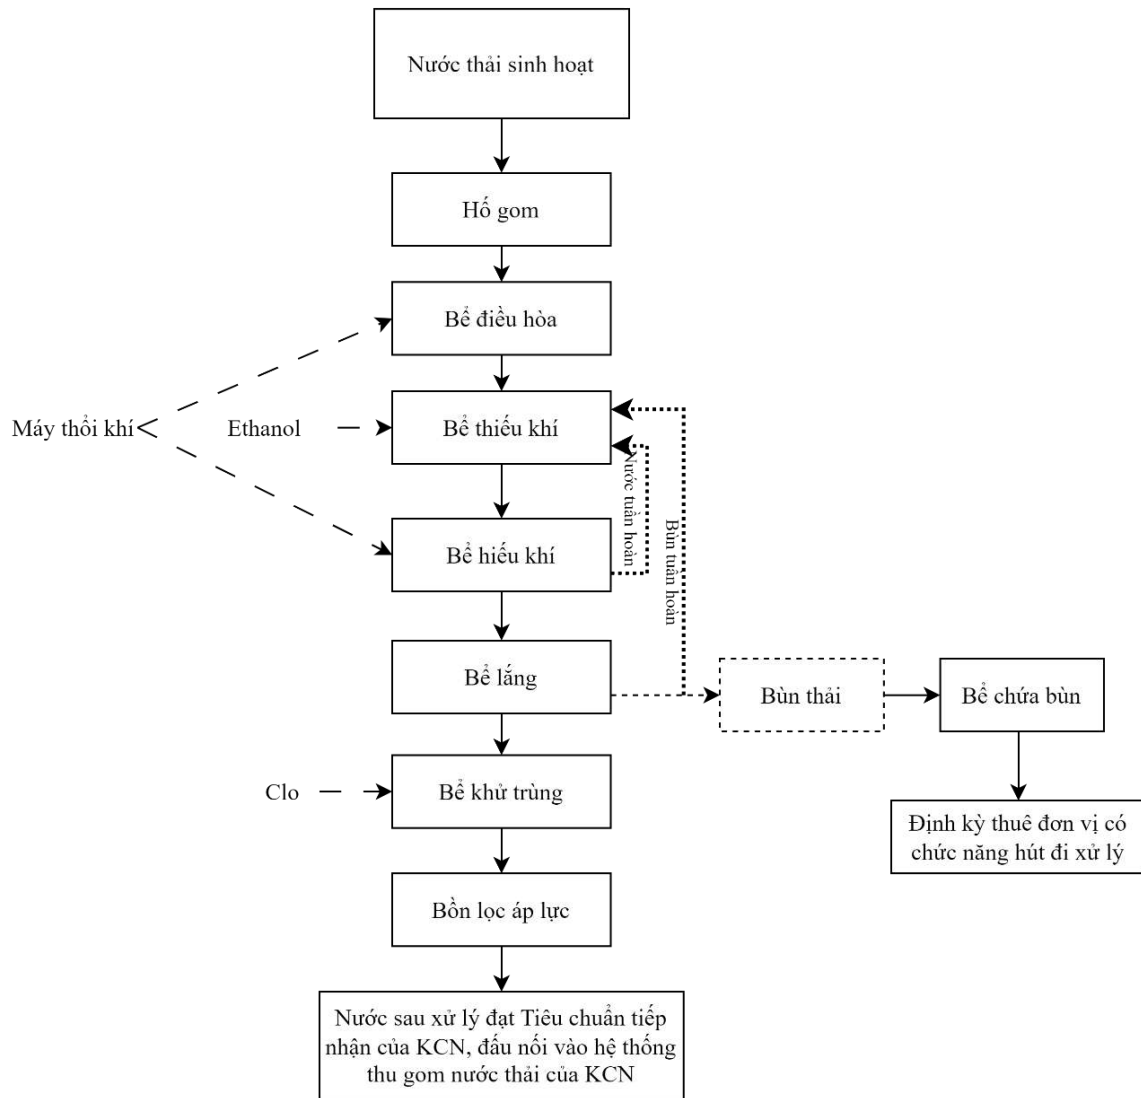 Nước thải sinh hoạt
Hố gom
Bể điều hòa
Máy thổi khí
Ethanol
Bể thiếu khí
Nước tuần hoàn
Bùn tuần hoàn
Bể hiếu khí
Bể lắng
Bùn thải
Bể chứa bùn
Clo
Bể khử trùng
Định kỳ thuê đơn vị có
chức năng hút đi xử lý
Bồn lọc áp lực
Nước sau xử lý đạt Tiêu chuẩn tiếp
nhận của KCN, đấu nối vào hệ thống
thu gom nước thải của KCN